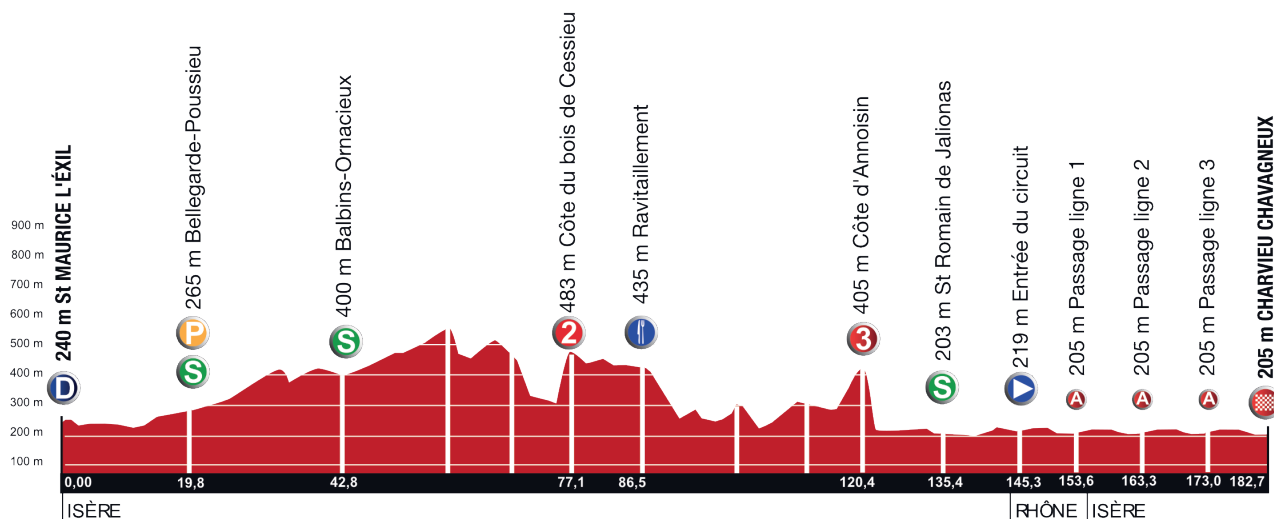 900 m
800 m
700 m
600 m
500 m
400 m
300 m
200 m
100 m
240 m St MAURICE L'ÉXIL
265 m Bellegarde-Poussieu
400 m Balbins-Ornacieux
483 m Côte du bois de Cessieu
435 m Ravitaillement
405 m Côte d'Annoisin
203 m St Romain de Jalionas
219 m Entrée du circuit
205 m Passage ligne 1
205 m Passage ligne 2
205 m Passage ligne 3
205 m CHARVIEU CHAVAGNEUX
D
P
S
S
2
3
S
A
A
A
0,00 19,8 42,8 77,1 86,5 120,4 135,4 145,3 153,6 163,3 173,0 182,7
ISÈRE RHÔNE ISÈRE